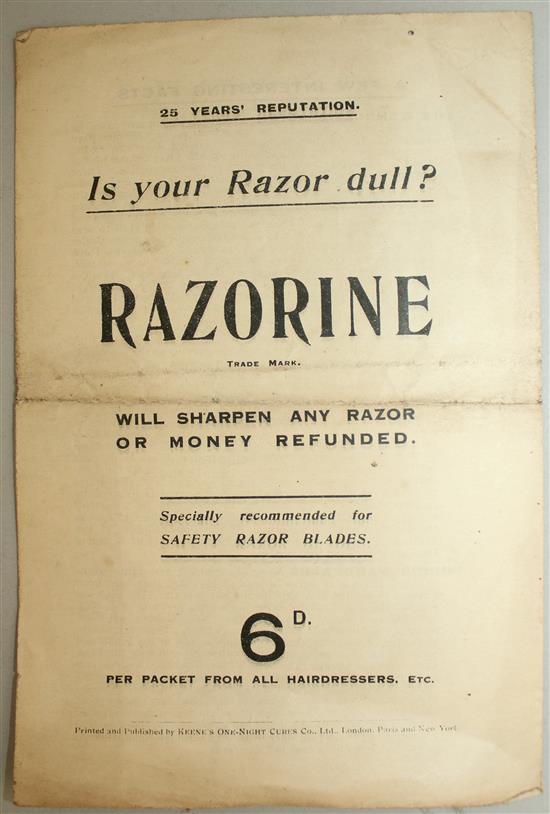 25 YEARS' REPUTATION.
Is your Razor dull?
RAZORINE
TRADE MARK.
WILL SHARPEN ANY RAZOR
OR MONEY REFUNDED.
Specially recommended for
SAFETY RAZOR BLADES.
6D.
PER PACKET FROM ALL HAIRDRESSERS, ETC.
Printed and Published by KEENE'S ONE-NIGHT CURES Co., Ltd., London, Paris and New York.